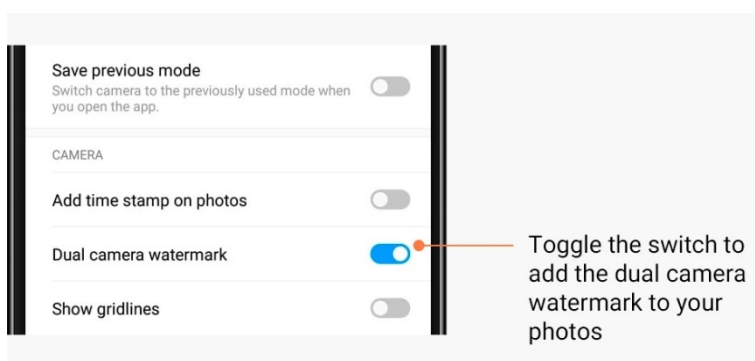 Save previous mode
Switch camera to the previously used mode when
you open the app.
CAMERA
Add time stamp on photos
Dual camera watermark
Show gridlines
Toggle the switch to
add the dual camera
watermark to your
photos